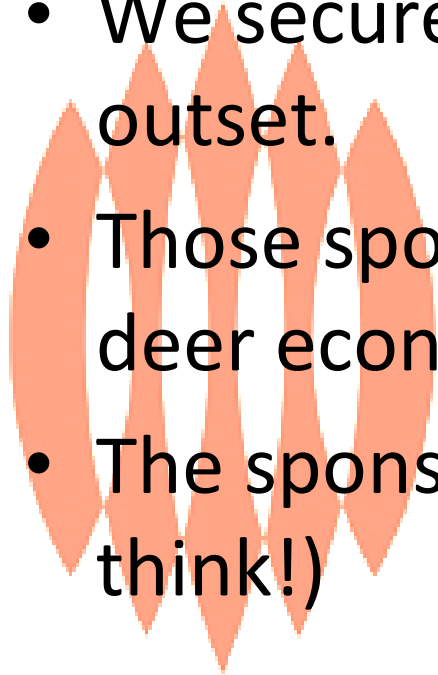 • We secure
outset.
• Those spo
deer econ
• The spons
think!)